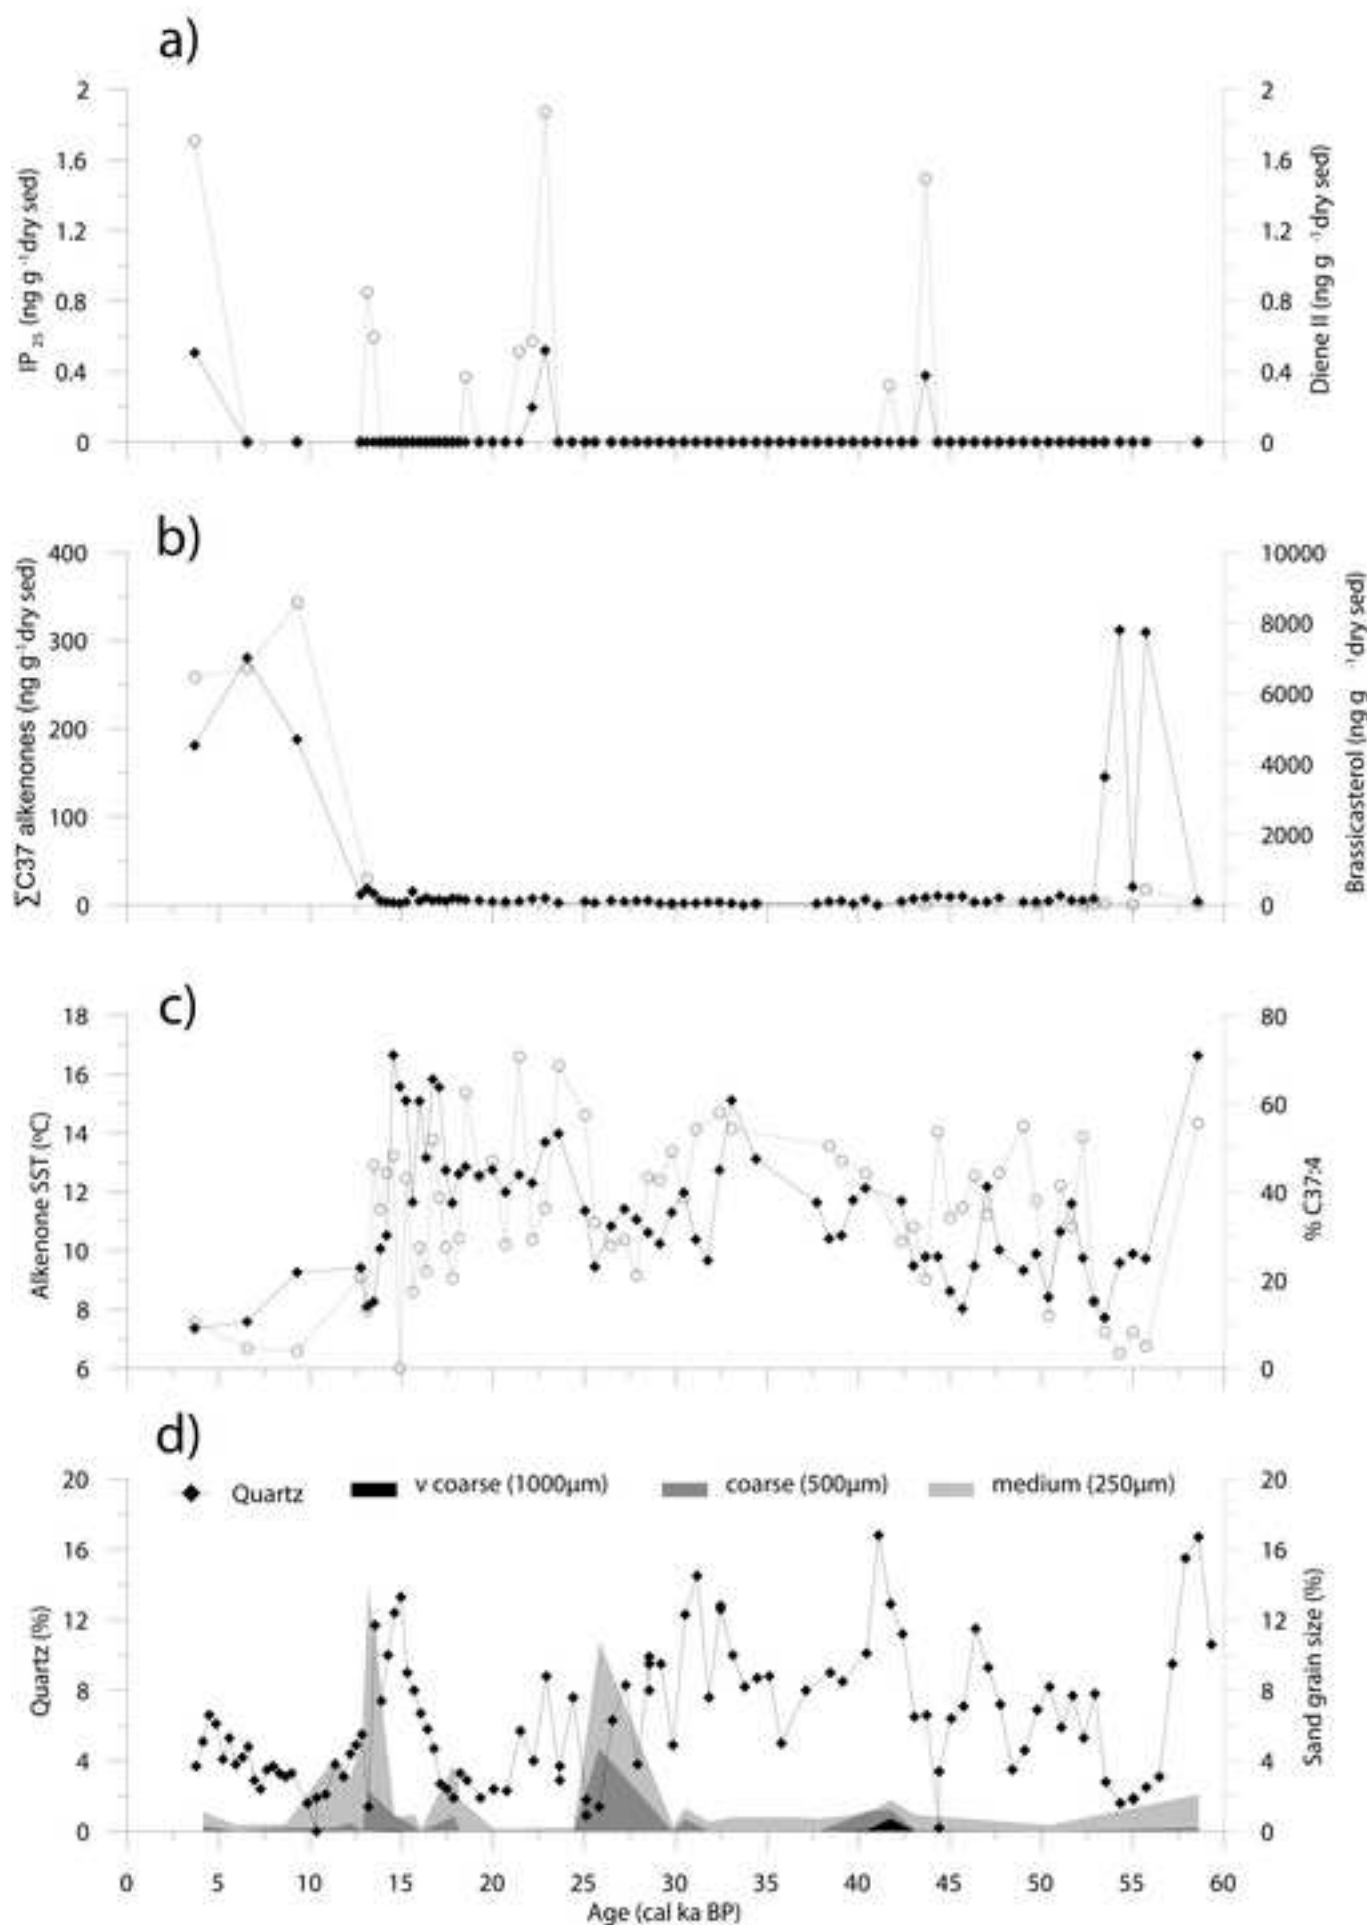 a)
2 2
1.6 1.6
1.2 1.2
0.8 0.8
0.4 0.4
0 0
IP 25 (ng g -1 dry sed)
Diene II (ng g -1 dry sed)
b)
400 10000
300 8000
200 6000
100 4000
0 2000
0
∑C37 alkenones (ng g-1 dry sed)
Brassicasterol (ng g -1 dry sed)
c)
18 80
16 60
14 40
12 20
10 0
8
6
Alkenone SST (ºC)
% C37:4
d)
20 20
16 16
12 12
8 8
4 4
0 0
Quartz v coarse (1000µm) coarse (500µm) medium (250µm)
Quartz (%)
Sand grain size (%)
0 5 10 15 20 25 30 35 40 45 50 55 60
Age (cal ka BP)